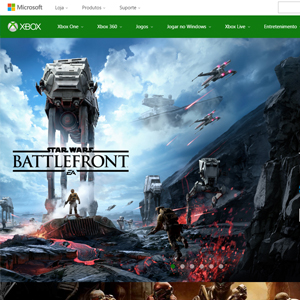 Microsoft Loja Produtos Suporte
XBOX Xbox One Xbox 360 Jogos Jogar no Windows Xbox Live Entretenimento
STAR WARS
BATTLEFRONT
EA